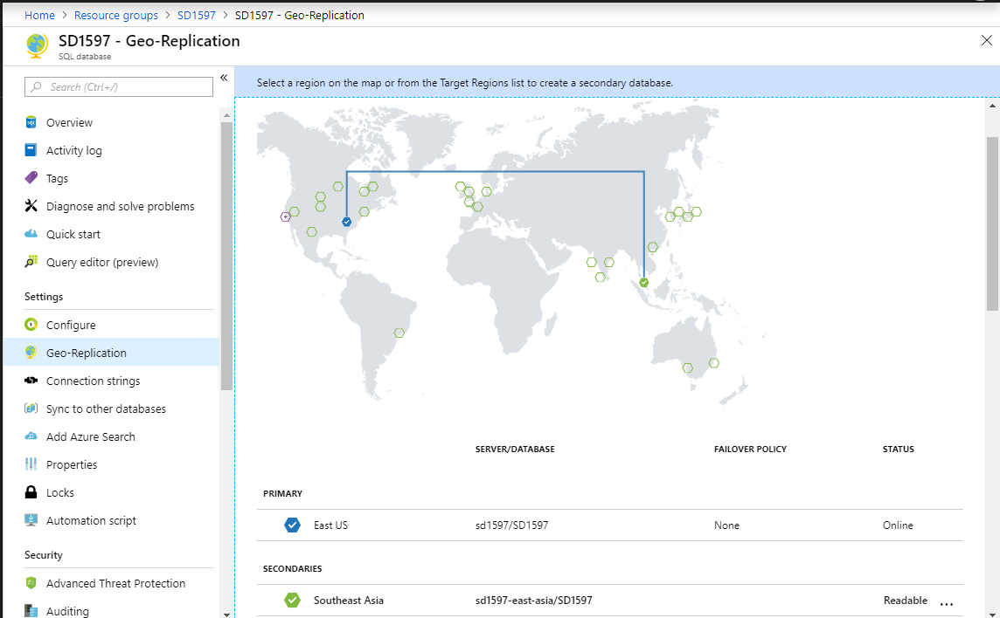 Home > Resource groups > SD1597 > SD1597 - Geo-Replication
SD1597 - Geo-Replication
SQL database
Search (Ctrl+/)
Overview
Activity log
Tags
Diagnose and solve problems
Quick start
Query editor (preview)
Settings
Configure
Geo-Replication
Connection strings
Sync to other databases
Add Azure Search
Properties
Locks
Automation script
Security
Advanced Threat Protection
Auditing
Select a region on the map or from the Target Regions list to create a secondary database.
SERVER/DATABASE FAILOVER POLICY STATUS
PRIMARY
East US sd1597/SD1597 None Online
SECONDARIES
Southeast Asia sd1597-east-asia/SD1597 Readable ...